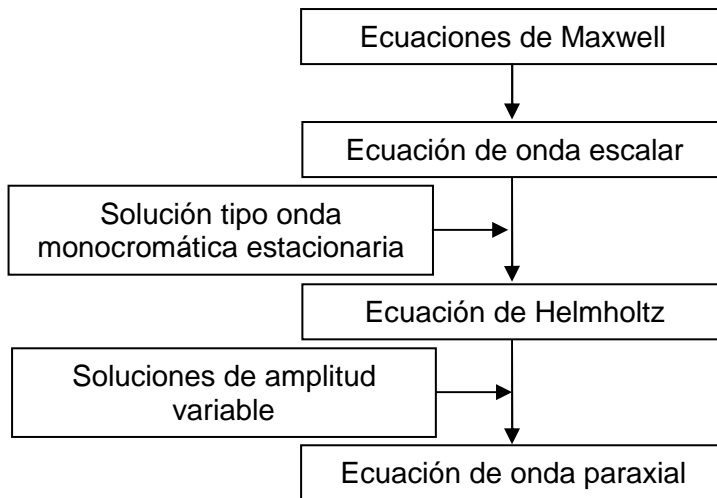 Ecuaciones de Maxwell
Ecuación de onda escalar
Solución tipo onda
monocromática estacionaria
Ecuación de Helmholtz
Soluciones de amplitud
variable
Ecuación de onda paraxial